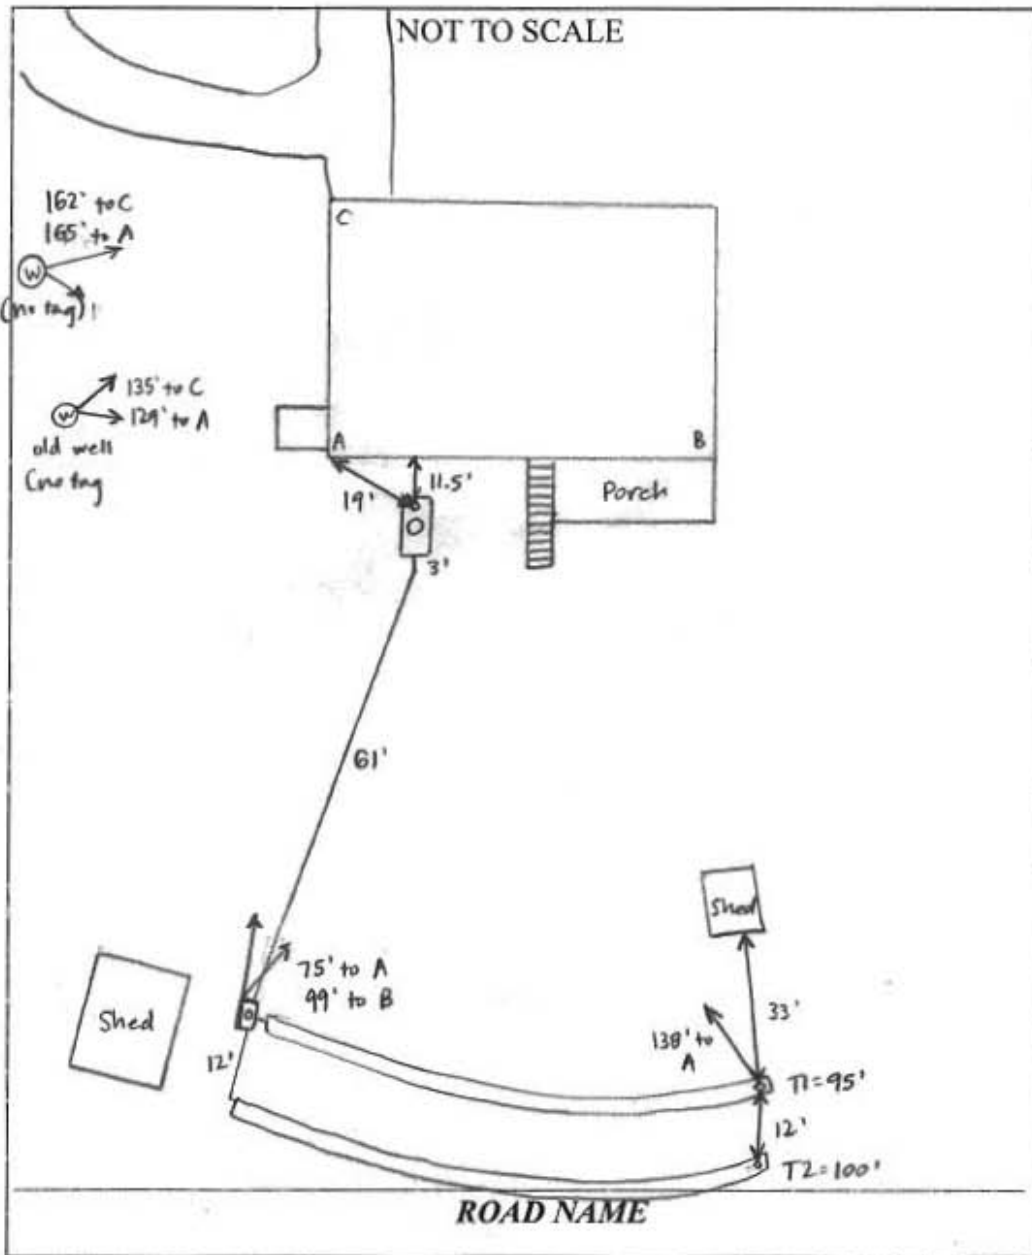 NOT TO SCALE
162' to C
165' to A
W
(no tag)
C
135' to C
129' to A
W
old well
(no tag
A
B
19'
11.5'
Porch
3'
61'
Shed
75' to A
99' to B
Shed
33'
138' to
A
12'
T1=95'
12'
T2=100'
ROAD NAME